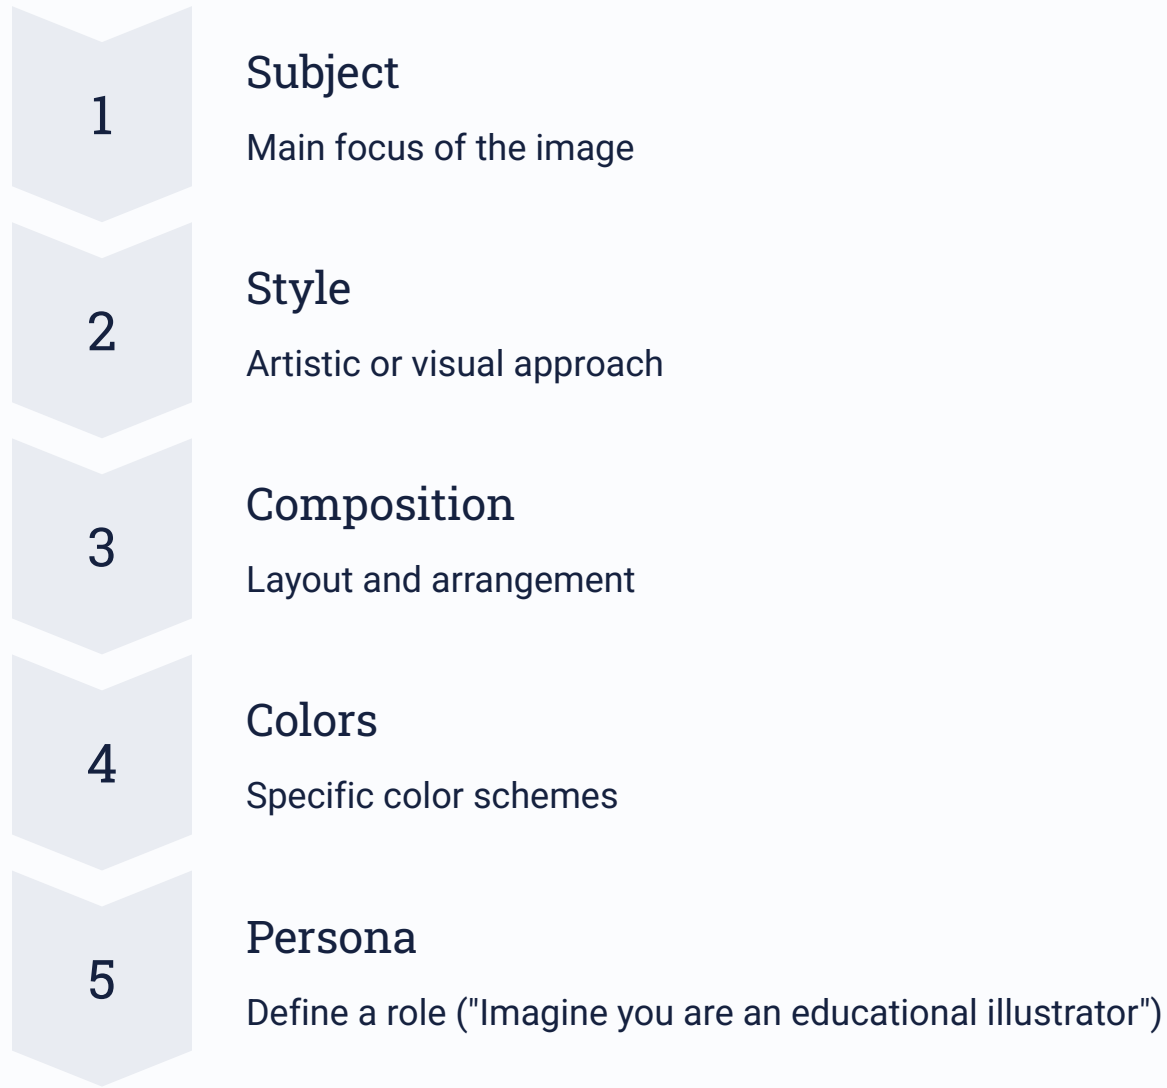 1
Subject
Main focus of the image
2
Style
Artistic or visual approach
3
Composition
Layout and arrangement
4
Colors
Specific color schemes
5
Persona
Define a role ("Imagine you are an educational illustrator")